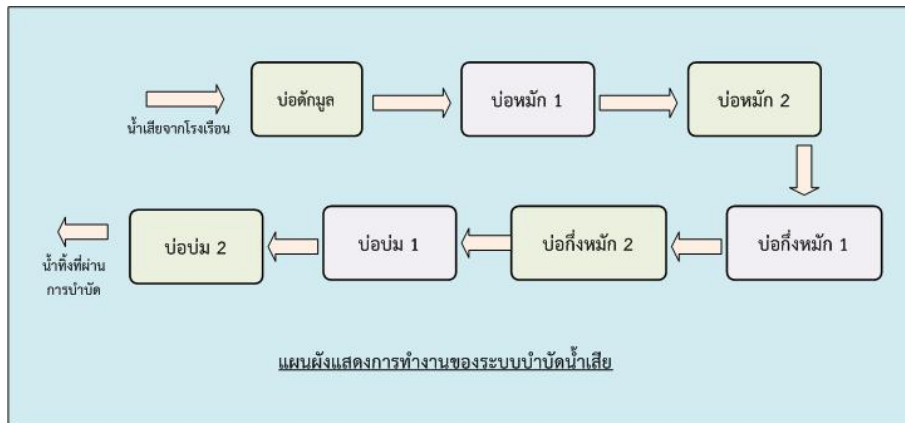 น้ำเสียจากโรงเรือน
บ่อดักมูล
บ่อหมัก 1
บ่อหมัก 2
บ่อกึ่งหมัก 1
บ่อกึ่งหมัก 2
บ่อบ่ม 1
บ่อบ่ม 2
น้ำทิ้งที่ผ่าน
การบำบัด
แผนผังแสดงการทำงานของระบบบำบัดน้ำเสีย